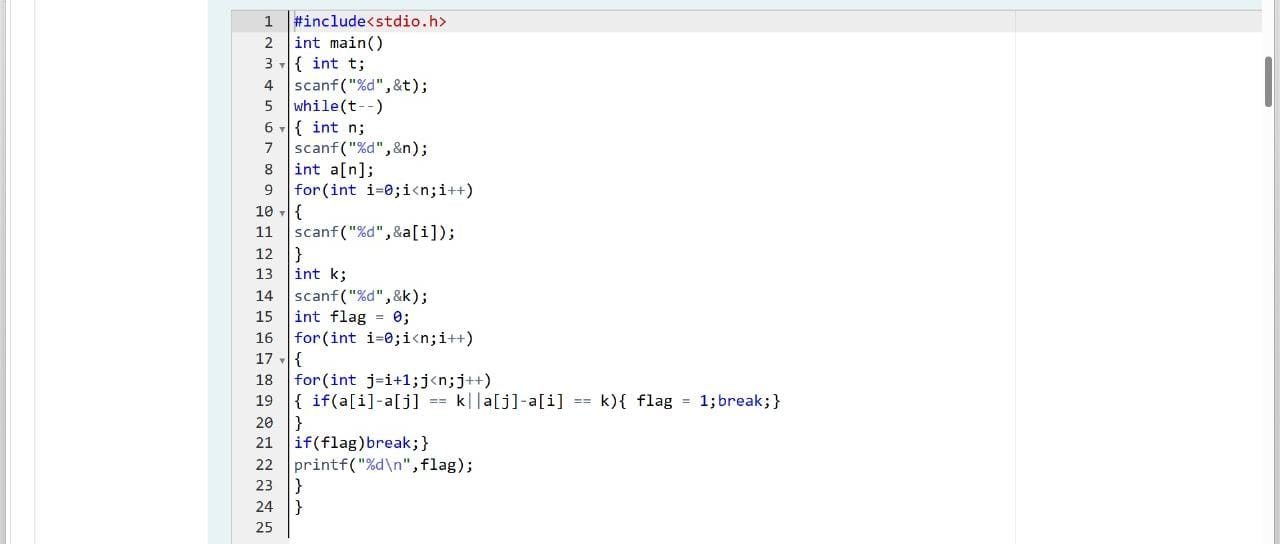 1 #include<stdio.h>
2 int main()
3 { int t;
4 scanf("%d",&t);
5 while(t--)
6 { int n;
7 scanf("%d",&n);
8 int a[n];
9 for(int i=0;i<n;i++)
10 {
11 scanf("%d",&a[i]);
12 }
13 int k;
14 scanf("%d",&k);
15 int flag = 0;
16 for(int i=0;i<n;i++)
17 {
18 for(int j=i+1;j<n;j++)
19 { if(a[i]-a[j] == k||a[j]-a[i] == k){ flag = 1;break;}
20 }
21 if(flag)break;}
22 printf("%d\n",flag);
23 }
24 }
25